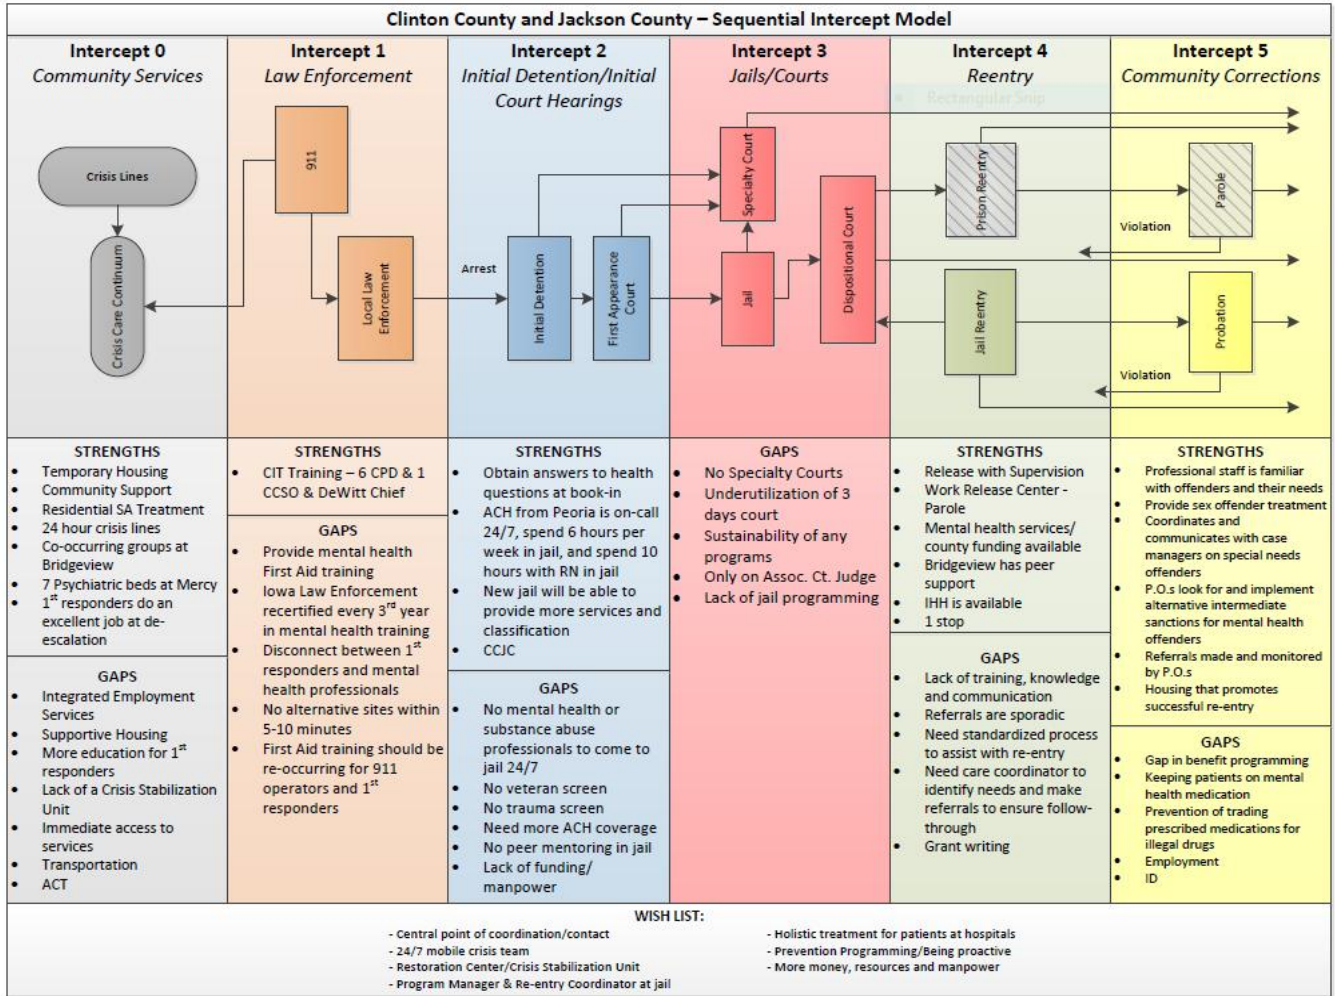 Clinton County and Jackson County – Sequential Intercept Model
Intercept 0
Community Services
Intercept 1
Law Enforcement
Intercept 2
Initial Detention/Initial
Court Hearings
Intercept 3
Jails/Courts
Intercept 4
Reentry
Intercept 5
Community Corrections
• Rectangular Snip
Crisis Lines
Crisis Care Continuum
911
Local Law
Enforcement
Arrest
Initial Detention
First Appearance
Court
Specialty Court
Jail
Dispositional Court
Prison Reentry
Jail Reentry
Parole
Violation
Probation
Violation
STRENGTHS
• Temporary Housing
• Community Support
• Residential SA Treatment
• 24 hour crisis lines
• Co-occurring groups at
Bridgeview
• 7 Psychiatric beds at Mercy
• 1st responders do an
excellent job at de-
escalation
GAPS
• Integrated Employment
Services
• Supportive Housing
• More education for 1st
responders
• Lack of a Crisis Stabilization
Unit
• Immediate access to
services
• Transportation
• ACT
STRENGTHS
• CIT Training – 6 CPD & 1
CCSO & DeWitt Chief
GAPS
• Provide mental health
First Aid training
• Iowa Law Enforcement
recertified every 3rd year
in mental health training
• Disconnect between 1st
responders and mental
health professionals
• No alternative sites within
5-10 minutes
• First Aid training should be
re-occurring for 911
operators and 1st
responders
STRENGTHS
• Obtain answers to health
questions at book-in
• ACH from Peoria is on-call
24/7, spend 6 hours per
week in jail, and spend 10
hours with RN in jail
• New jail will be able to
provide more services and
classification
• CCJC
GAPS
• No mental health or
substance abuse
professionals to come to
jail 24/7
• No veteran screen
• No trauma screen
• Need more ACH coverage
• No peer mentoring in jail
• Lack of funding/
manpower
GAPS
• No Specialty Courts
• Underutilization of 3
days court
• Sustainability of any
programs
• Only on Assoc. Ct. Judge
• Lack of jail programming
STRENGTHS
• Release with Supervision
• Work Release Center -
Parole
• Mental health services/
county funding available
• Bridgeview has peer
support
• IHH is available
• 1 stop
GAPS
• Lack of training, knowledge
and communication
• Referrals are sporadic
• Need standardized process
to assist with re-entry
• Need care coordinator to
identify needs and make
referrals to ensure follow-
through
• Grant writing
STRENGTHS
• Professional staff is familiar
with offenders and their needs
• Provide sex offender treatment
• Coordinates and
communicates with case
managers on special needs
offenders
• P.O.s look for and implement
alternative intermediate
sanctions for mental health
offenders
• Referrals made and monitored
by P.O.s
• Housing that promotes
successful re-entry
GAPS
• Gap in benefit programming
• Keeping patients on mental
health medication
• Prevention of trading
prescribed medications for
illegal drugs
• Employment
• ID
WISH LIST:
- Central point of coordination/contact
- 24/7 mobile crisis team
- Restoration Center/Crisis Stabilization Unit
- Program Manager & Re-entry Coordinator at jail
- Holistic treatment for patients at hospitals
- Prevention Programming/Being proactive
- More money, resources and manpower